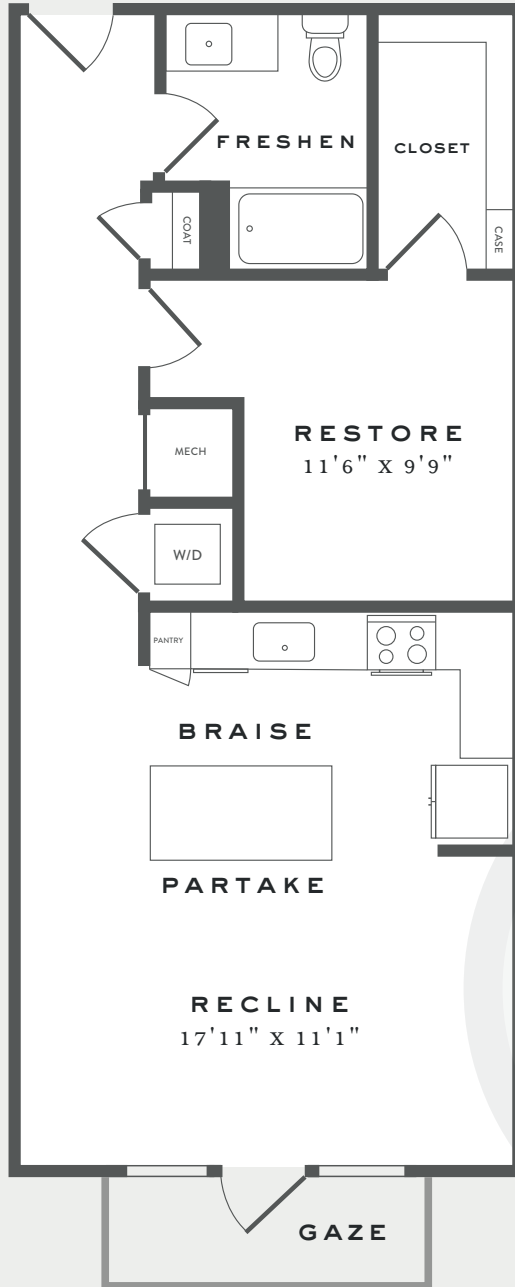 FRESHEN
CLOSET
COAT
CASE
RESTORE
11'6" X 9'9"
MECH
W/D
PANTRY
BRAISE
PARTAKE
RECLINE
17'11" X 11'1"
GAZE